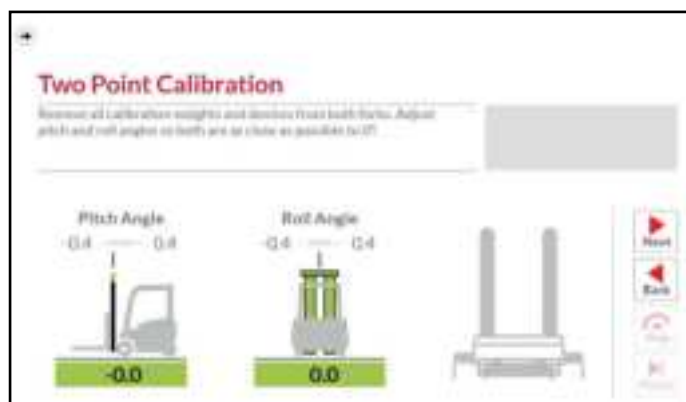 Two Point Calibration
Remove all calibration weights and devices from both forks. Adjust
pitch and roll angles so both are as close as possible to 0°.
Pitch Angle
Roll Angle
-0.4 0.4
-0.4 0.4
Next
Back
-0.0
0.0